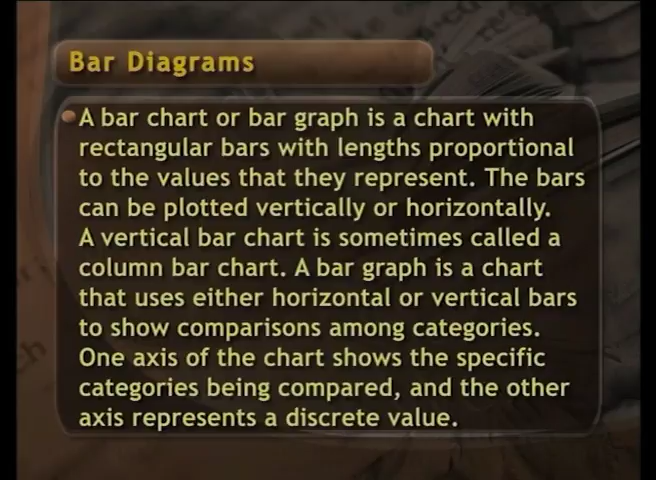 Bar Diagrams
A bar chart or bar graph is a chart with
rectangular bars with lengths proportional
to the values that they represent. The bars
can be plotted vertically or horizontally.
A vertical bar chart is sometimes called a
column bar chart. A bar graph is a chart
that uses either horizontal or vertical bars
to show comparisons among categories.
One axis of the chart shows the specific
categories being compared, and the other
axis represents a discrete value.